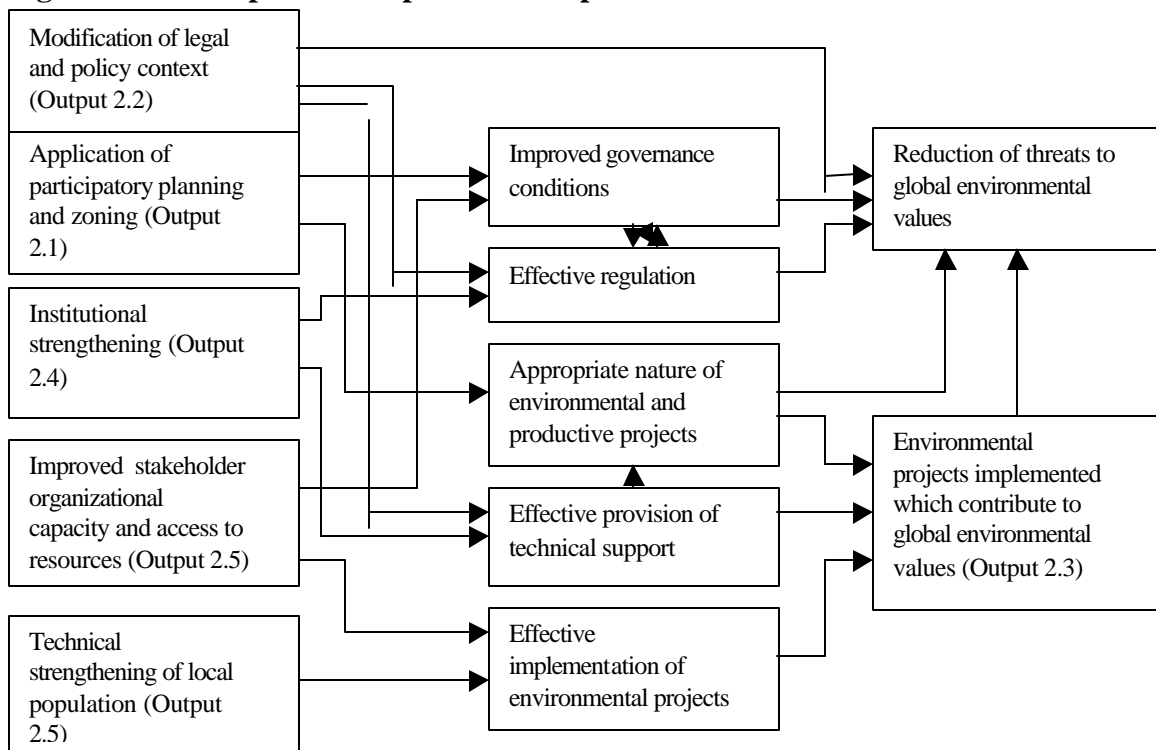 Modification of legal
and policy context
(Output 2.2)
Application of
participatory planning
and zoning (Output
2.1)
Institutional
strengthening (Output
2.4)
Improved stakeholder
organizational
capacity and access to
resources (Output 2.5)
Technical
strengthening of local
population (Output
2.5)
Improved governance
conditions
Effective regulation
Appropriate nature of
environmental and
productive projects
Effective provision of
technical support
Effective
implementation of
environmental projects
Reduction of threats to
global environmental
values
Environmental
projects implemented
which contribute to
global environmental
values (Output 2.3)